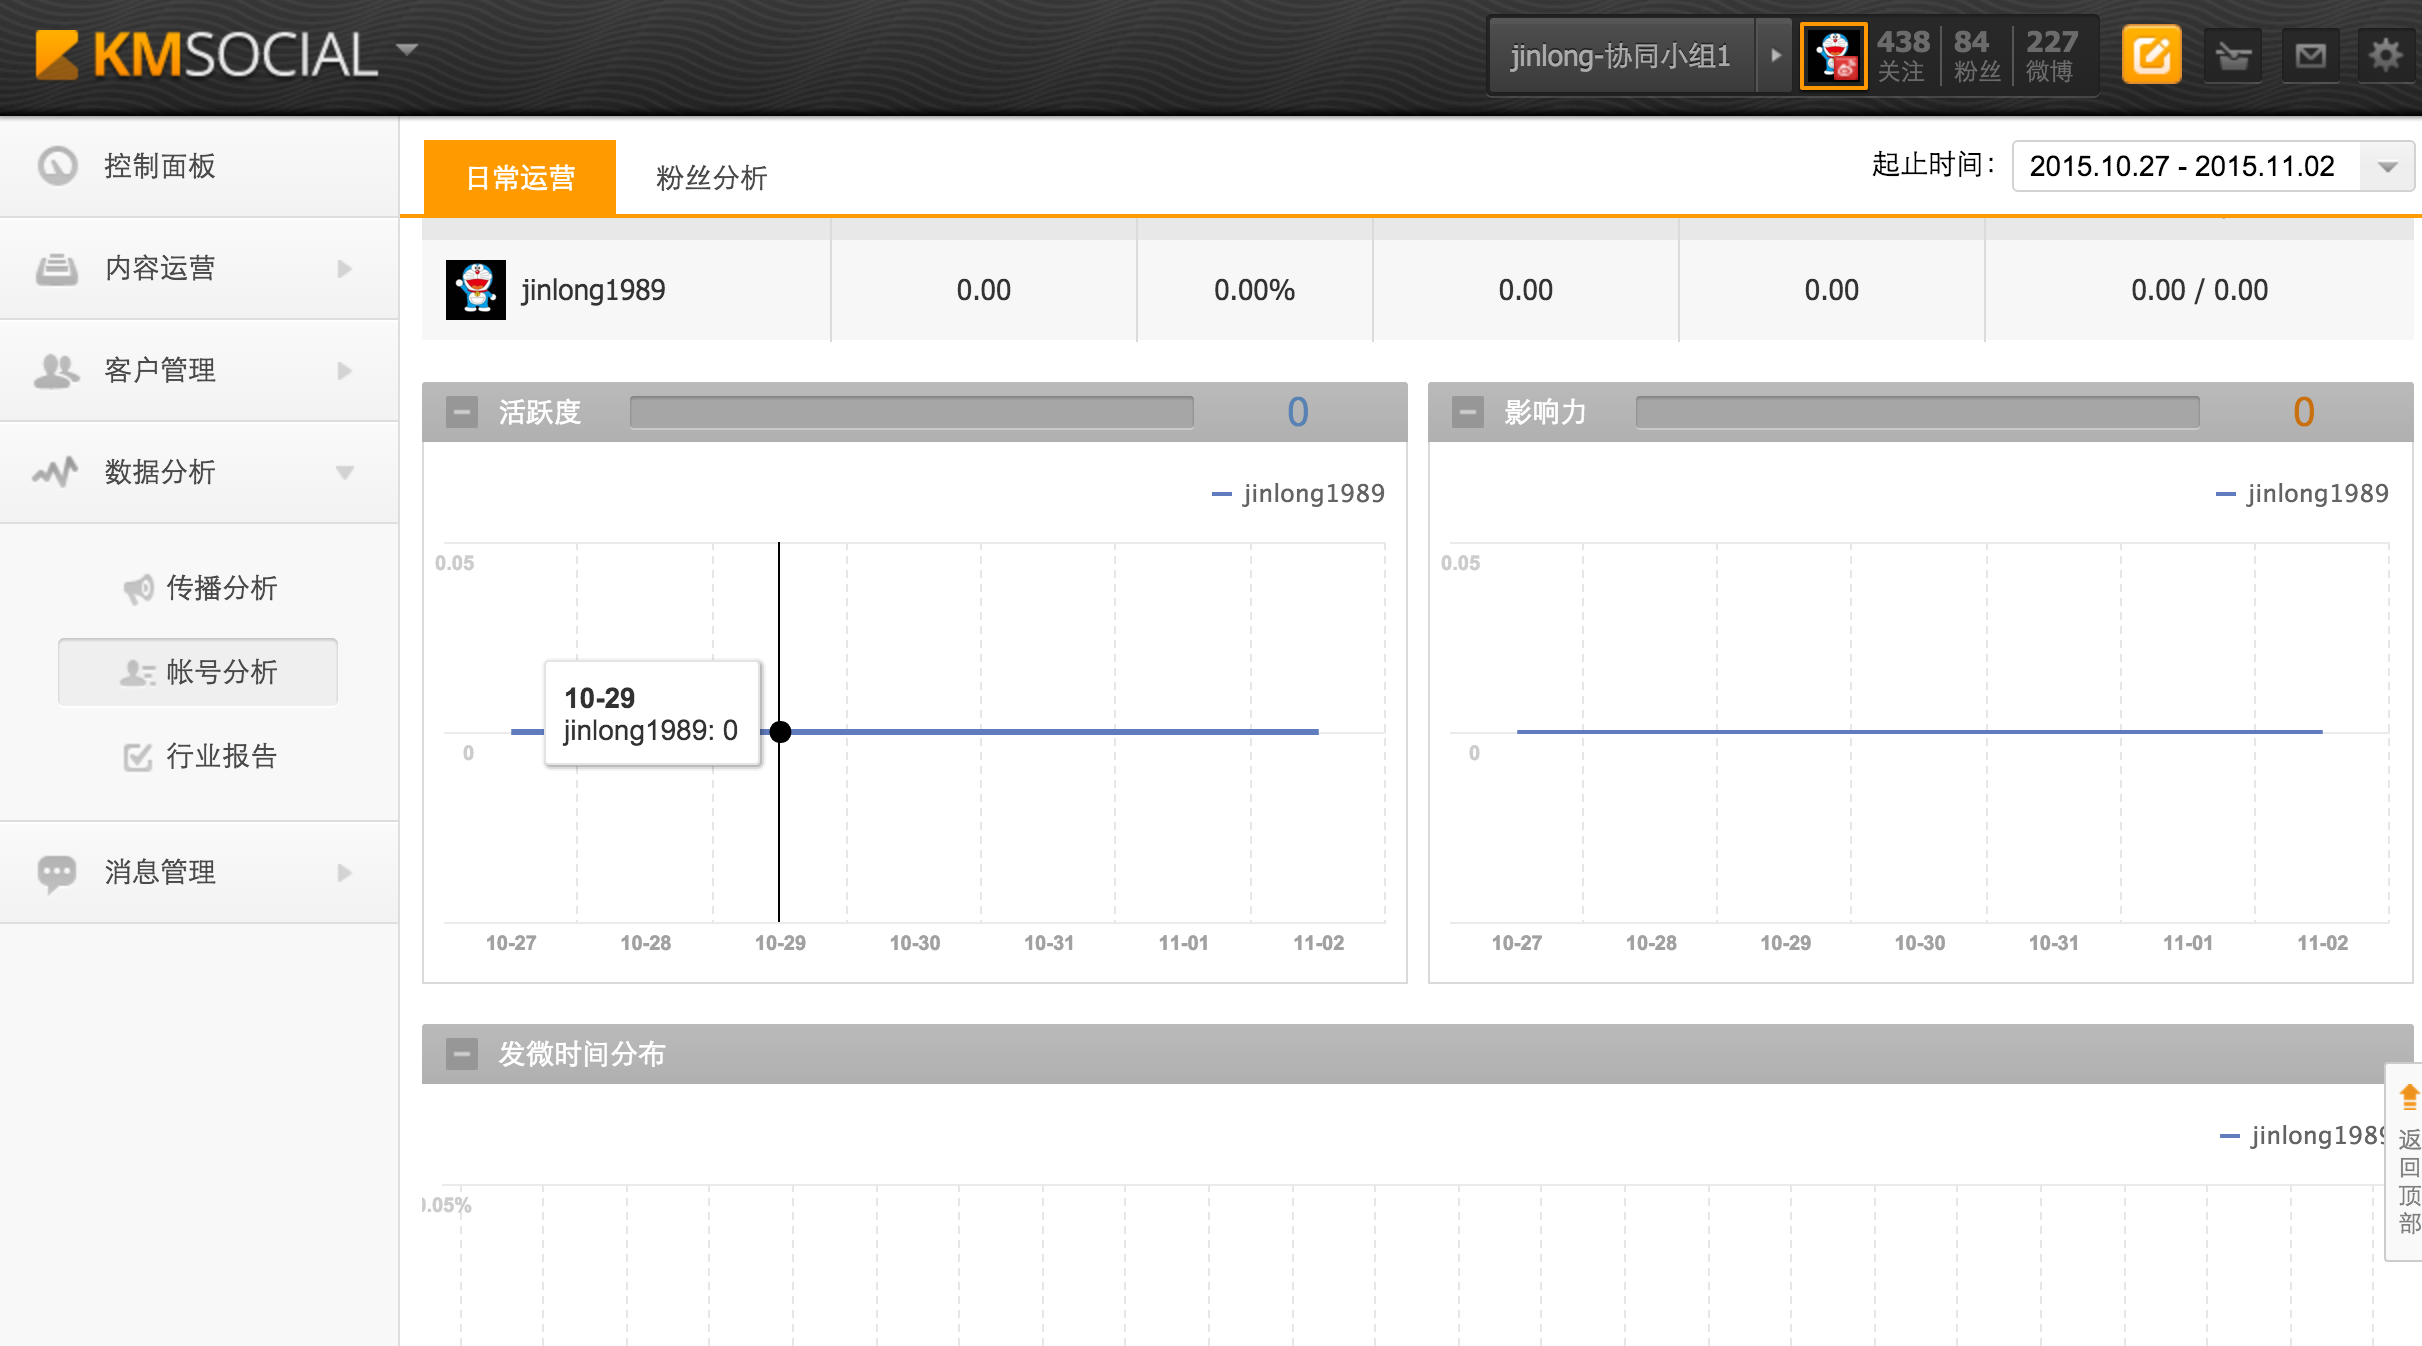 KMSOCIAL
jinlong-协同小组1
438 84 227
关注 粉丝 微博
控制面板
内容运营
客户管理
数据分析
传播分析
帐号分析
行业报告
消息管理
日常运营 粉丝分析
起止时间: 2015.10.27 - 2015.11.02
jinlong1989 0.00 0.00% 0.00 0.00 0.00 / 0.00
活跃度 0
jinlong1989
0.05
10-29
jinlong1989: 0
0
10-27 10-28 10-29 10-30 10-31 11-01 11-02
影响力 0
jinlong1989
0.05
0
10-27 10-28 10-29 10-30 10-31 11-01 11-02
发微时间分布
jinlong1989
0.05%
返
回
顶
部